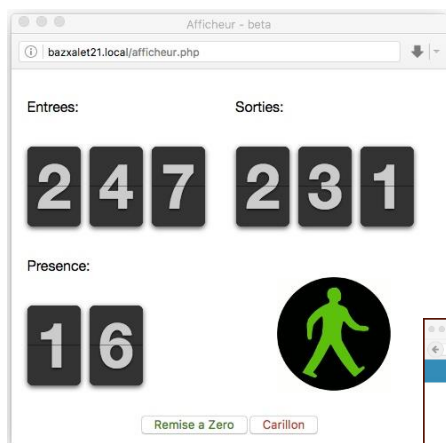 Afficheur - beta
bazxalet21.local/afficheur.php
Entrees: Sorties:
247 231
Presence:
16
Remise a Zero Carillon